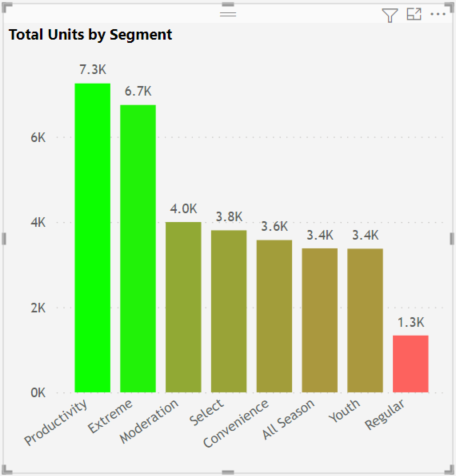 Total Units by Segment
7.3K
6.7K
6K
4.0K
4K
3.8K
3.6K
3.4K
3.4K
2K
1.3K
0K
Productivity
Extreme
Moderation
Select
Convenience
All Season
Youth
Regular